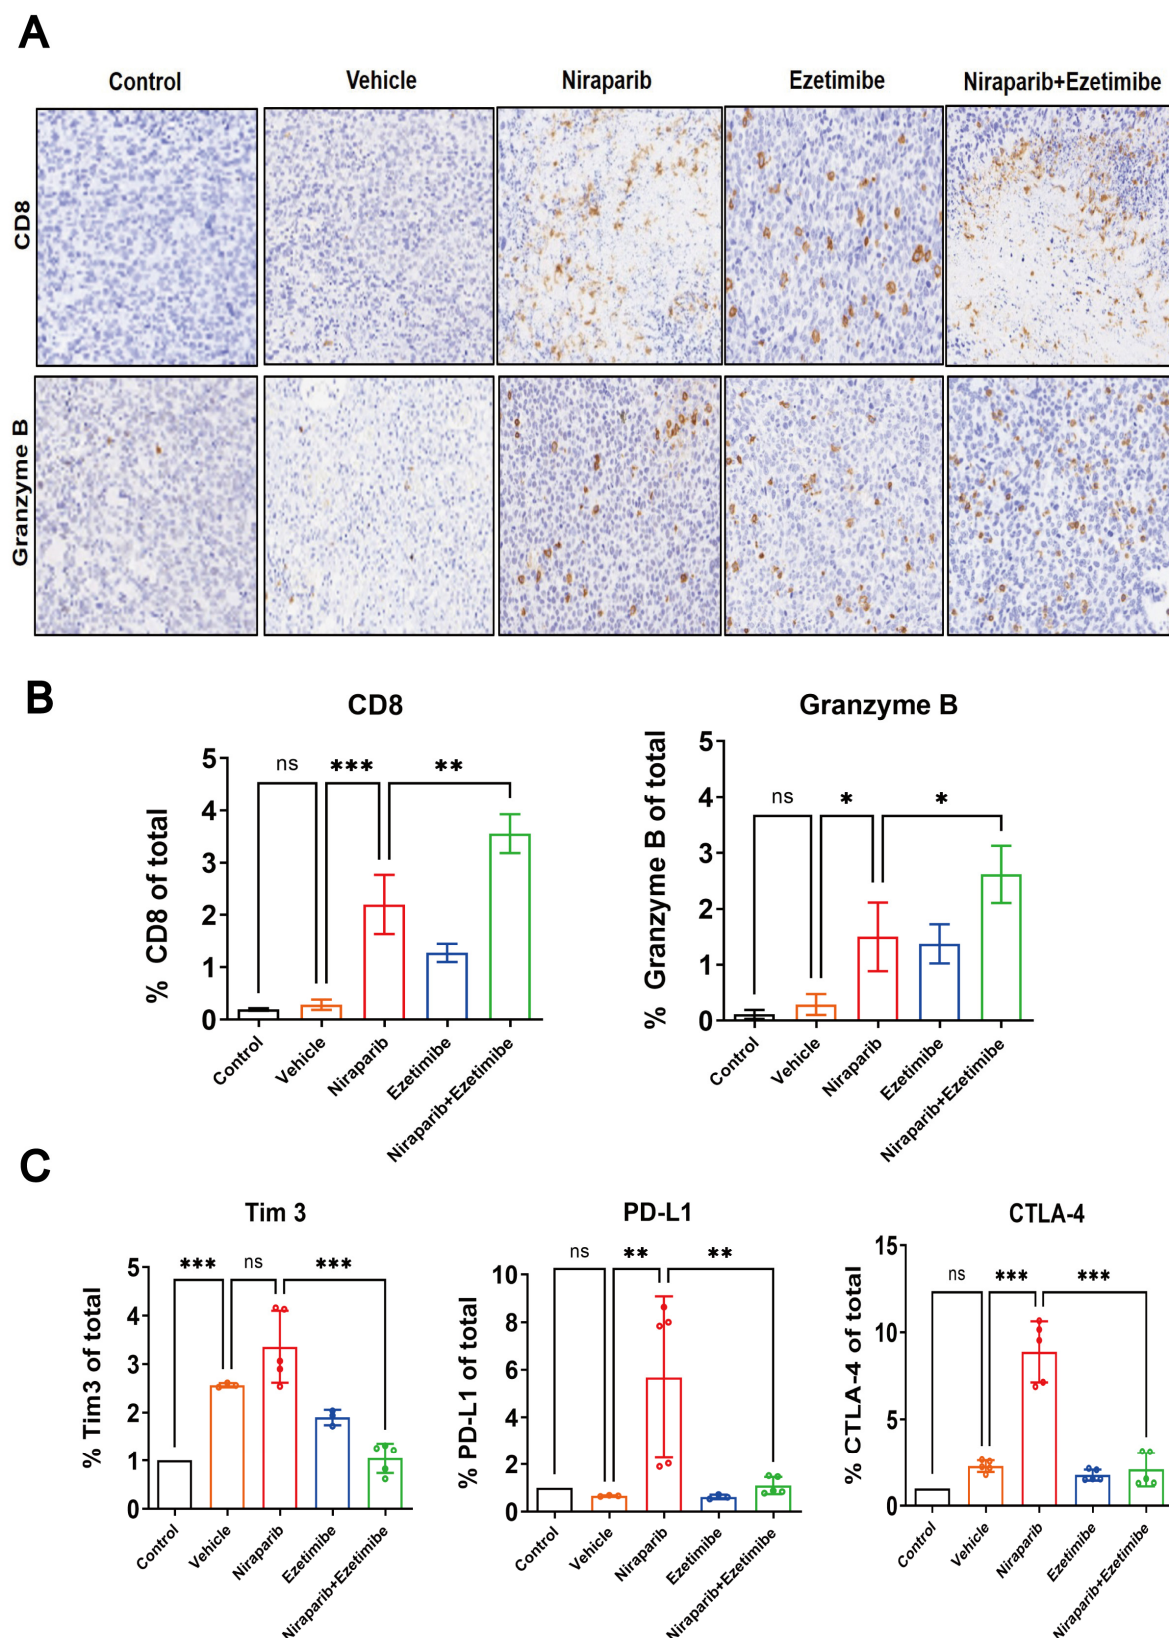 A
Control Vehicle Niraparib Ezetimibe Niraparib+Ezetimibe
CD8
Granzyme B
B
CD8
% CD8 of total
5
4
3
2
1
0
ns *** **
Control Vehicle Niraparib Ezetimibe Niraparib+Ezetimibe
Granzyme B
% Granzyme B of total
5
4
3
2
1
0
ns * *
Control Vehicle Niraparib Ezetimibe Niraparib+Ezetimibe
C
Tim 3
% Tim3 of total
5
4
3
2
1
0
*** ns ***
Control Vehicle Niraparib Ezetimibe Niraparib+Ezetimibe
PD-L1
% PD-L1 of total
10
8
6
4
2
0
ns ** **
Control Vehicle Niraparib Ezetimibe Niraparib+Ezetimibe
CTLA-4
% CTLA-4 of total
15
10
5
0
ns *** ***
Control Vehicle Niraparib Ezetimibe Niraparib+Ezetimibe